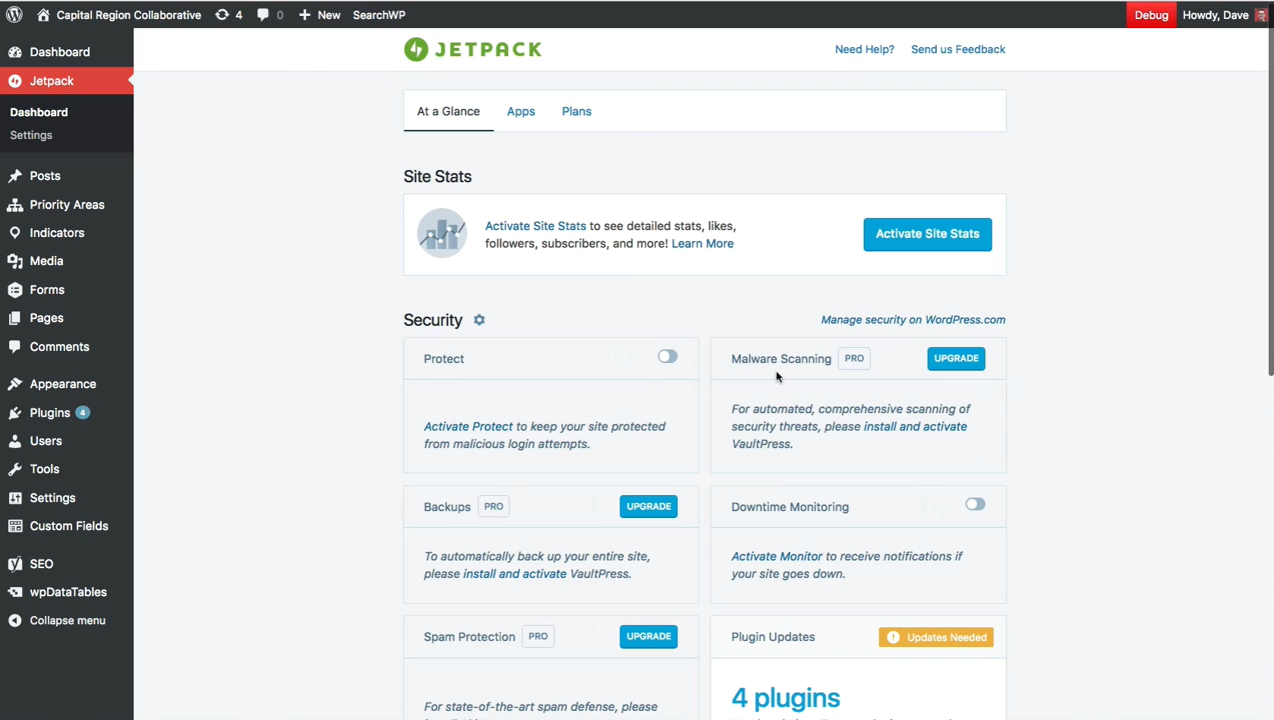 Capital Region Collaborative 4 0 New SearchWP Debug Howdy, Dave
Dashboard
Jetpack
Dashboard
Settings
Posts
Priority Areas
Indicators
Media
Forms
Pages
Comments
Appearance
Plugins 4
Users
Tools
Settings
Custom Fields
SEO
wpDataTables
Collapse menu
JETPACK
Need Help? Send us Feedback
At a Glance Apps Plans
Site Stats
Activate Site Stats to see detailed stats, likes,
followers, subscribers, and more! Learn More
Activate Site Stats
Security
Manage security on WordPress.com
Protect
Activate Protect to keep your site protected
from malicious login attempts.
Malware Scanning PRO UPGRADE
For automated, comprehensive scanning of
security threats, please install and activate
VaultPress.
Backups PRO UPGRADE
To automatically back up your entire site,
please install and activate VaultPress.
Downtime Monitoring
Activate Monitor to receive notifications if
your site goes down.
Spam Protection PRO UPGRADE
For state-of-the-art spam defense, please
Plugin Updates Updates Needed
4 plugins